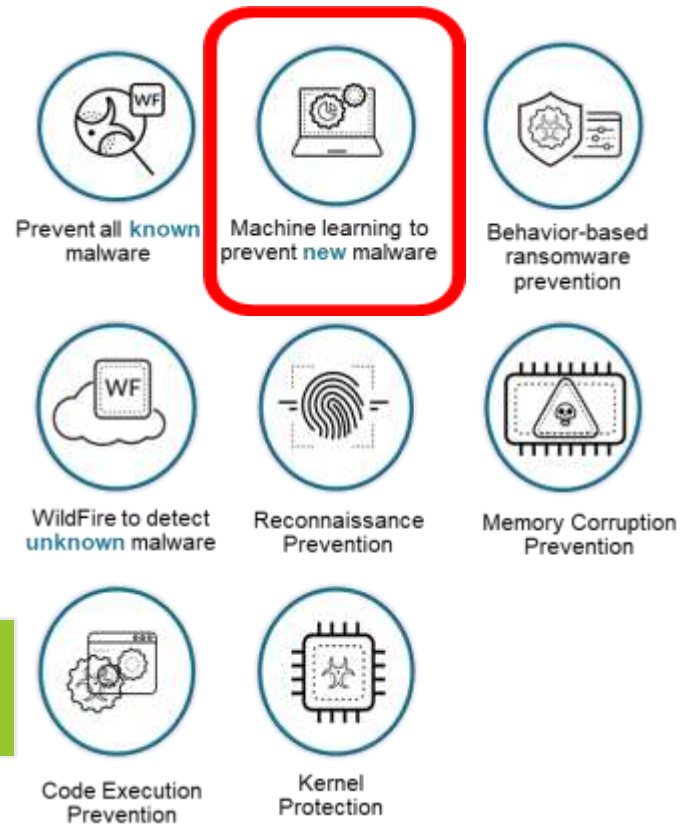 WF
Prevent all known
malware
Machine learning to
prevent new malware
Behavior-based
ransomware
prevention
WF
WildFire to detect
unknown malware
Reconnaissance
Prevention
Memory Corruption
Prevention
Code Execution
Prevention
Kernel
Protection